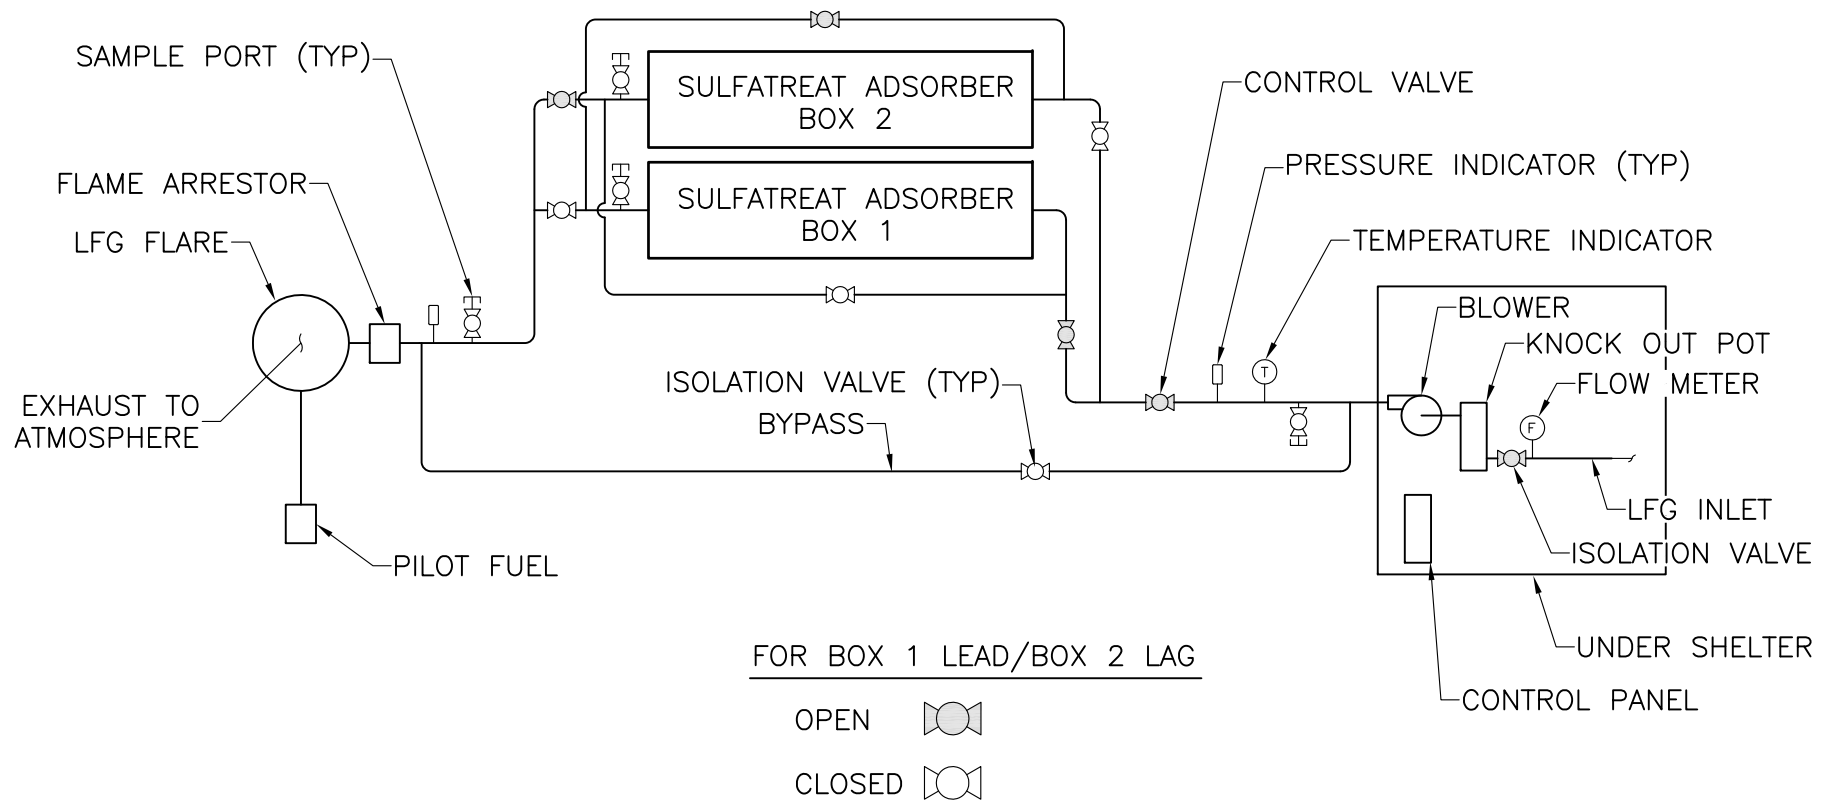 SAMPLE PORT (TYP)
SULFATREAT ADSORBER
BOX 2
CONTROL VALVE
PRESSURE INDICATOR (TYP)
FLAME ARRESTOR
SULFATREAT ADSORBER
BOX 1
LFG FLARE
TEMPERATURE INDICATOR
BLOWER
KNOCK OUT POT
ISOLATION VALVE (TYP)
T
FLOW METER
EXHAUST TO
ATMOSPHERE
BYPASS
F
LFG INLET
ISOLATION VALVE
PILOT FUEL
UNDER SHELTER
FOR BOX 1 LEAD/BOX 2 LAG
CONTROL PANEL
OPEN
CLOSED